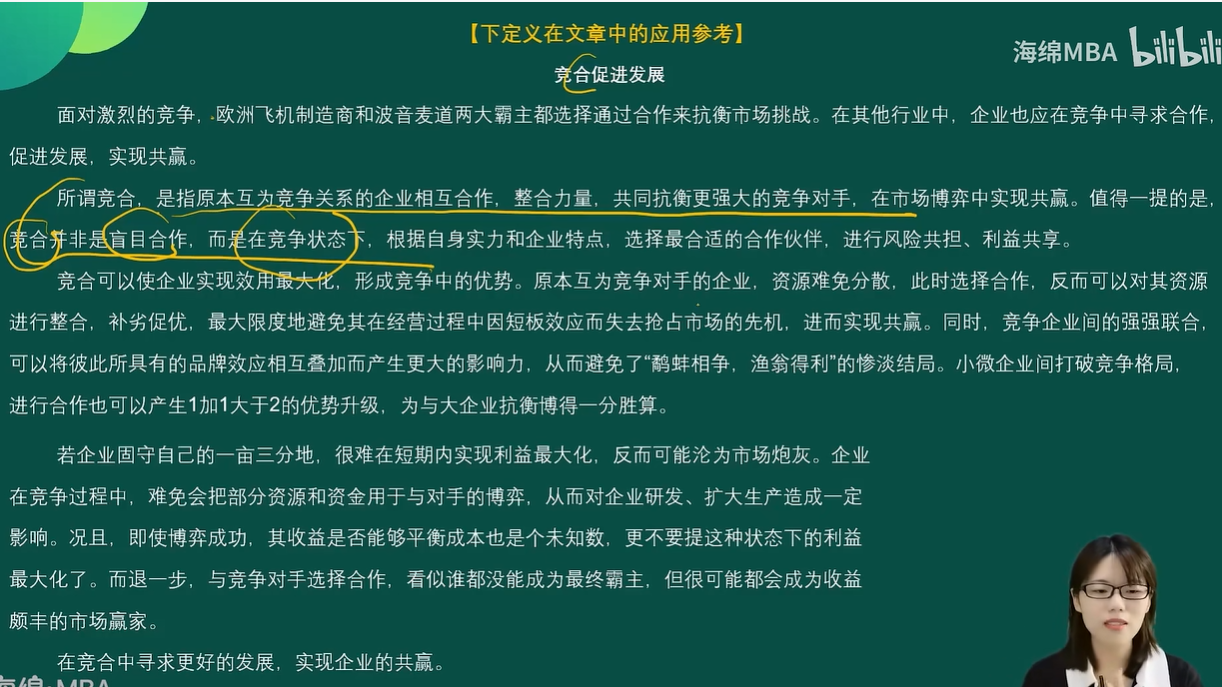 【下定义在文章中的应用参考】
海绵MBA bilibili
竞合促进发展
面对激烈的竞争，欧洲飞机制造商和波音麦道两大霸主都选择通过合作来抗衡市场挑战。在其他行业中，企业也应在竞争中寻求合作，
促进发展，实现共赢。
所谓竞合，是指原本互为竞争关系的企业相互合作，整合力量，共同抗衡更强大的竞争对手，在市场博弈中实现共赢。值得一提的是，
竞合并非是盲目合作，而是在竞争状态下，根据自身实力和企业特点，选择最合适的合作伙伴，进行风险共担、利益共享。
竞合可以使企业实现效用最大化，形成竞争中的优势。原本互为竞争对手的企业，资源难免分散，此时选择合作，反而可以对其资源
进行整合，补劣促优，最大限度地避免其在经营过程中因短板效应而失去抢占市场的先机，进而实现共赢。同时，竞争企业间的强强联合，
可以将彼此所具有的品牌效应相互叠加而产生更大的影响力，从而避免了“鹬蚌相争，渔翁得利”的惨淡结局。小微企业间打破竞争格局，
进行合作也可以产生1加1大于2的优势升级，为与大企业抗衡博得一分胜算。
若企业固守自己的一亩三分地，很难在短期内实现利益最大化，反而可能沦为市场炮灰。企业
在竞争过程中，难免会把部分资源和资金用于与对手的博弈，从而对企业研发、扩大生产造成一定
影响。况且，即使博弈成功，其收益是否能够平衡成本也是个未知数，更不要提这种状态下的利益
最大化了。而退一步，与竞争对手选择合作，看似谁都没能成为最终霸主，但很可能都会成为收益
颇丰的市场赢家。
在竞合中寻求更好的发展，实现企业的共赢。